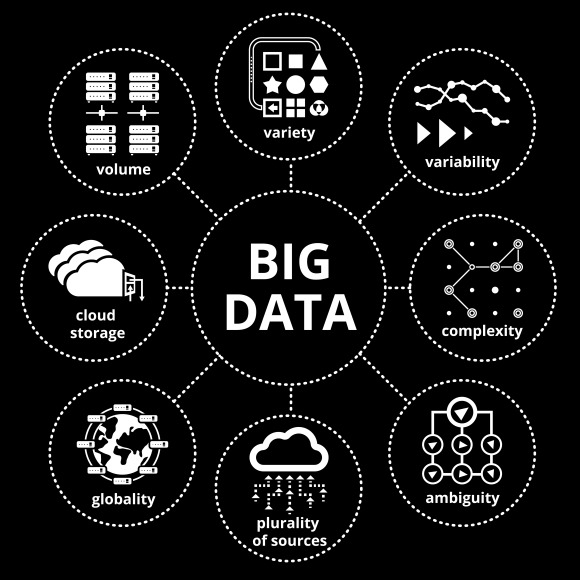 variety
volume
variability
BIG
DATA
cloud
storage
complexity
globality
ambiguity
plurality
of sources